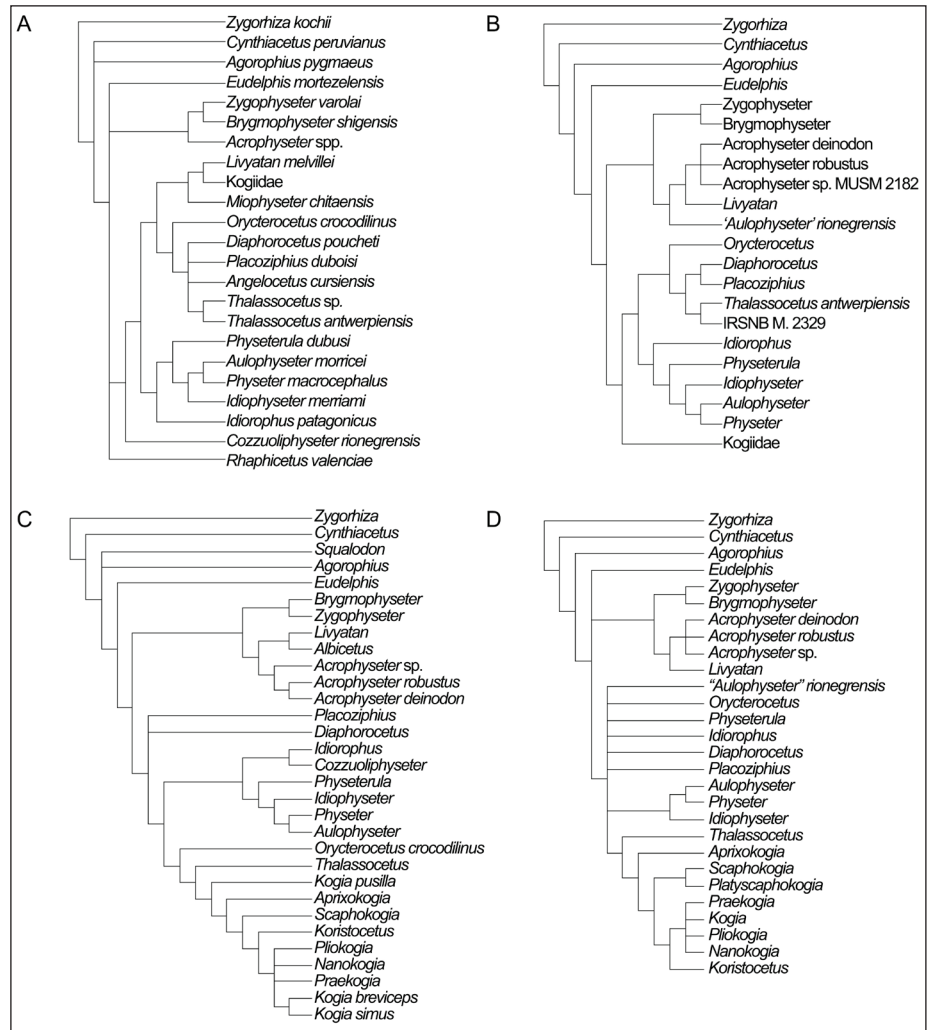 A
Zygorhiza kochii
Cynthiacetus peruvianus
Agorophius pygmaeus
Eudelphis mortezelensis
Zygophyseter varolai
Brygmophyseter shigensis
Acrophyseter spp.
Livyatan melvillei
Kogiidae
Miophyseter chitaensis
Orycterocetus crocodilinus
Diaphorocetus poucheti
Placoziphius duboisi
Angelocetus cursiensis
Thalassocetus sp.
Thalassocetus antwerpiensis
Physeterula dubusi
Aulophyseter morricei
Physeter macrocephalus
Idiophyseter merriami
Idiorophus patagonicus
Cozzuoliphyseter rionegrensis
Rhaphicetus valenciae
B
Zygorhiza
Cynthiacetus
Agorophius
Eudelphis
Zygophyseter
Brygmophyseter
Acrophyseter deinodon
Acrophyseter robustus
Acrophyseter sp. MUSM 2182
Livyatan
‘Aulophyseter’ rionegrensis
Orycterocetus
Diaphorocetus
Placoziphius
Thalassocetus antwerpiensis
IRSNB M. 2329
Idiorophus
Physeterula
Idiophyseter
Aulophyseter
Physeter
Kogiidae
C
Zygorhiza
Cynthiacetus
Squalodon
Agorophius
Eudelphis
Brygmophyseter
Zygophyseter
Livyatan
Albicetus
Acrophyseter sp.
Acrophyseter robustus
Acrophyseter deinodon
Placoziphius
Diaphorocetus
Idiorophus
Cozzuoliphyseter
Physeterula
Idiophyseter
Physeter
Aulophyseter
Orycterocetus crocodilinus
Thalassocetus
Kogia pusilla
Aprixokogia
Scaphokogia
Koristocetus
Pliokogia
Nanokogia
Praekogia
Kogia breviceps
Kogia simus
D
Zygorhiza
Cynthiacetus
Agorophius
Eudelphis
Zygophyseter
Brygmophyseter
Acrophyseter deinodon
Acrophyseter robustus
Acrophyseter sp.
Livyatan
“Aulophyseter” rionegrensis
Orycterocetus
Physeterula
Idiorophus
Diaphorocetus
Placoziphius
Aulophyseter
Physeter
Idiophyseter
Thalassocetus
Aprixokogia
Scaphokogia
Platyscaphokogia
Praekogia
Kogia
Pliokogia
Nanokogia
Koristocetus